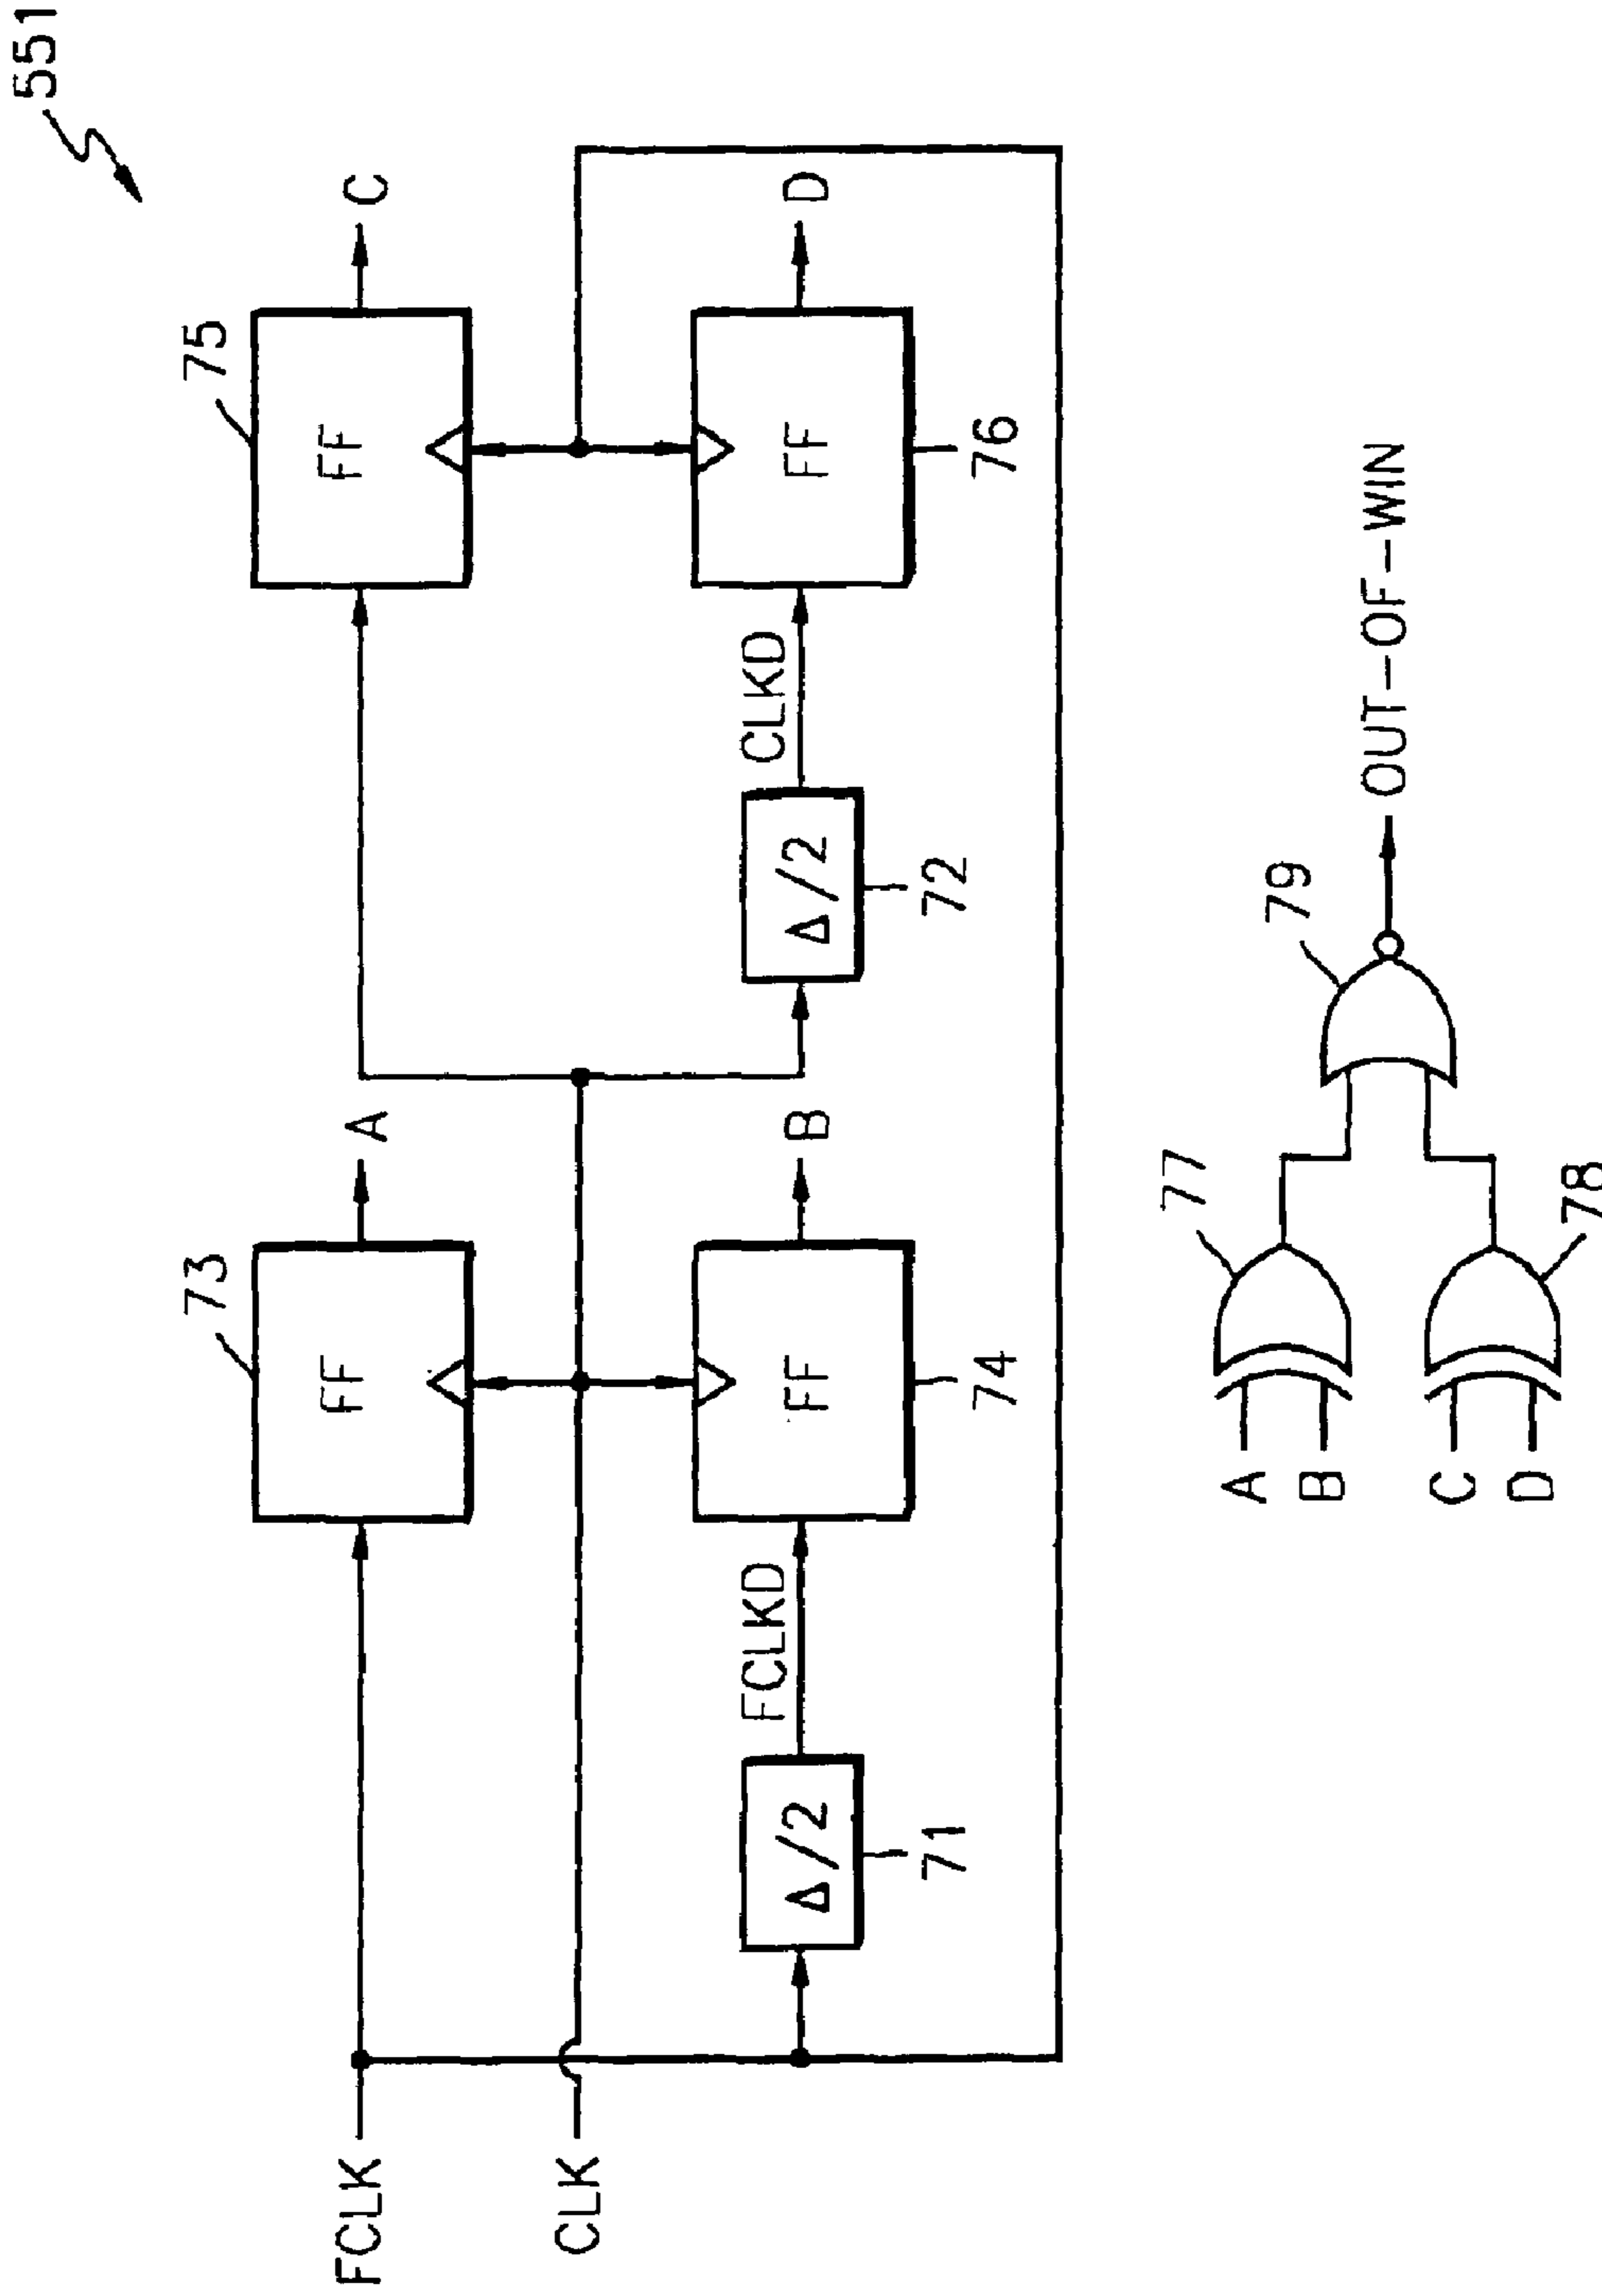 551
FCLK
CLK
73
FF
A
75
FF
C
Δ/2
71
FCLKD
FF
74
B
Δ/2
72
CLKD
FF
76
D
A
B
77
C
D
78
79
OUT-OF-WIN